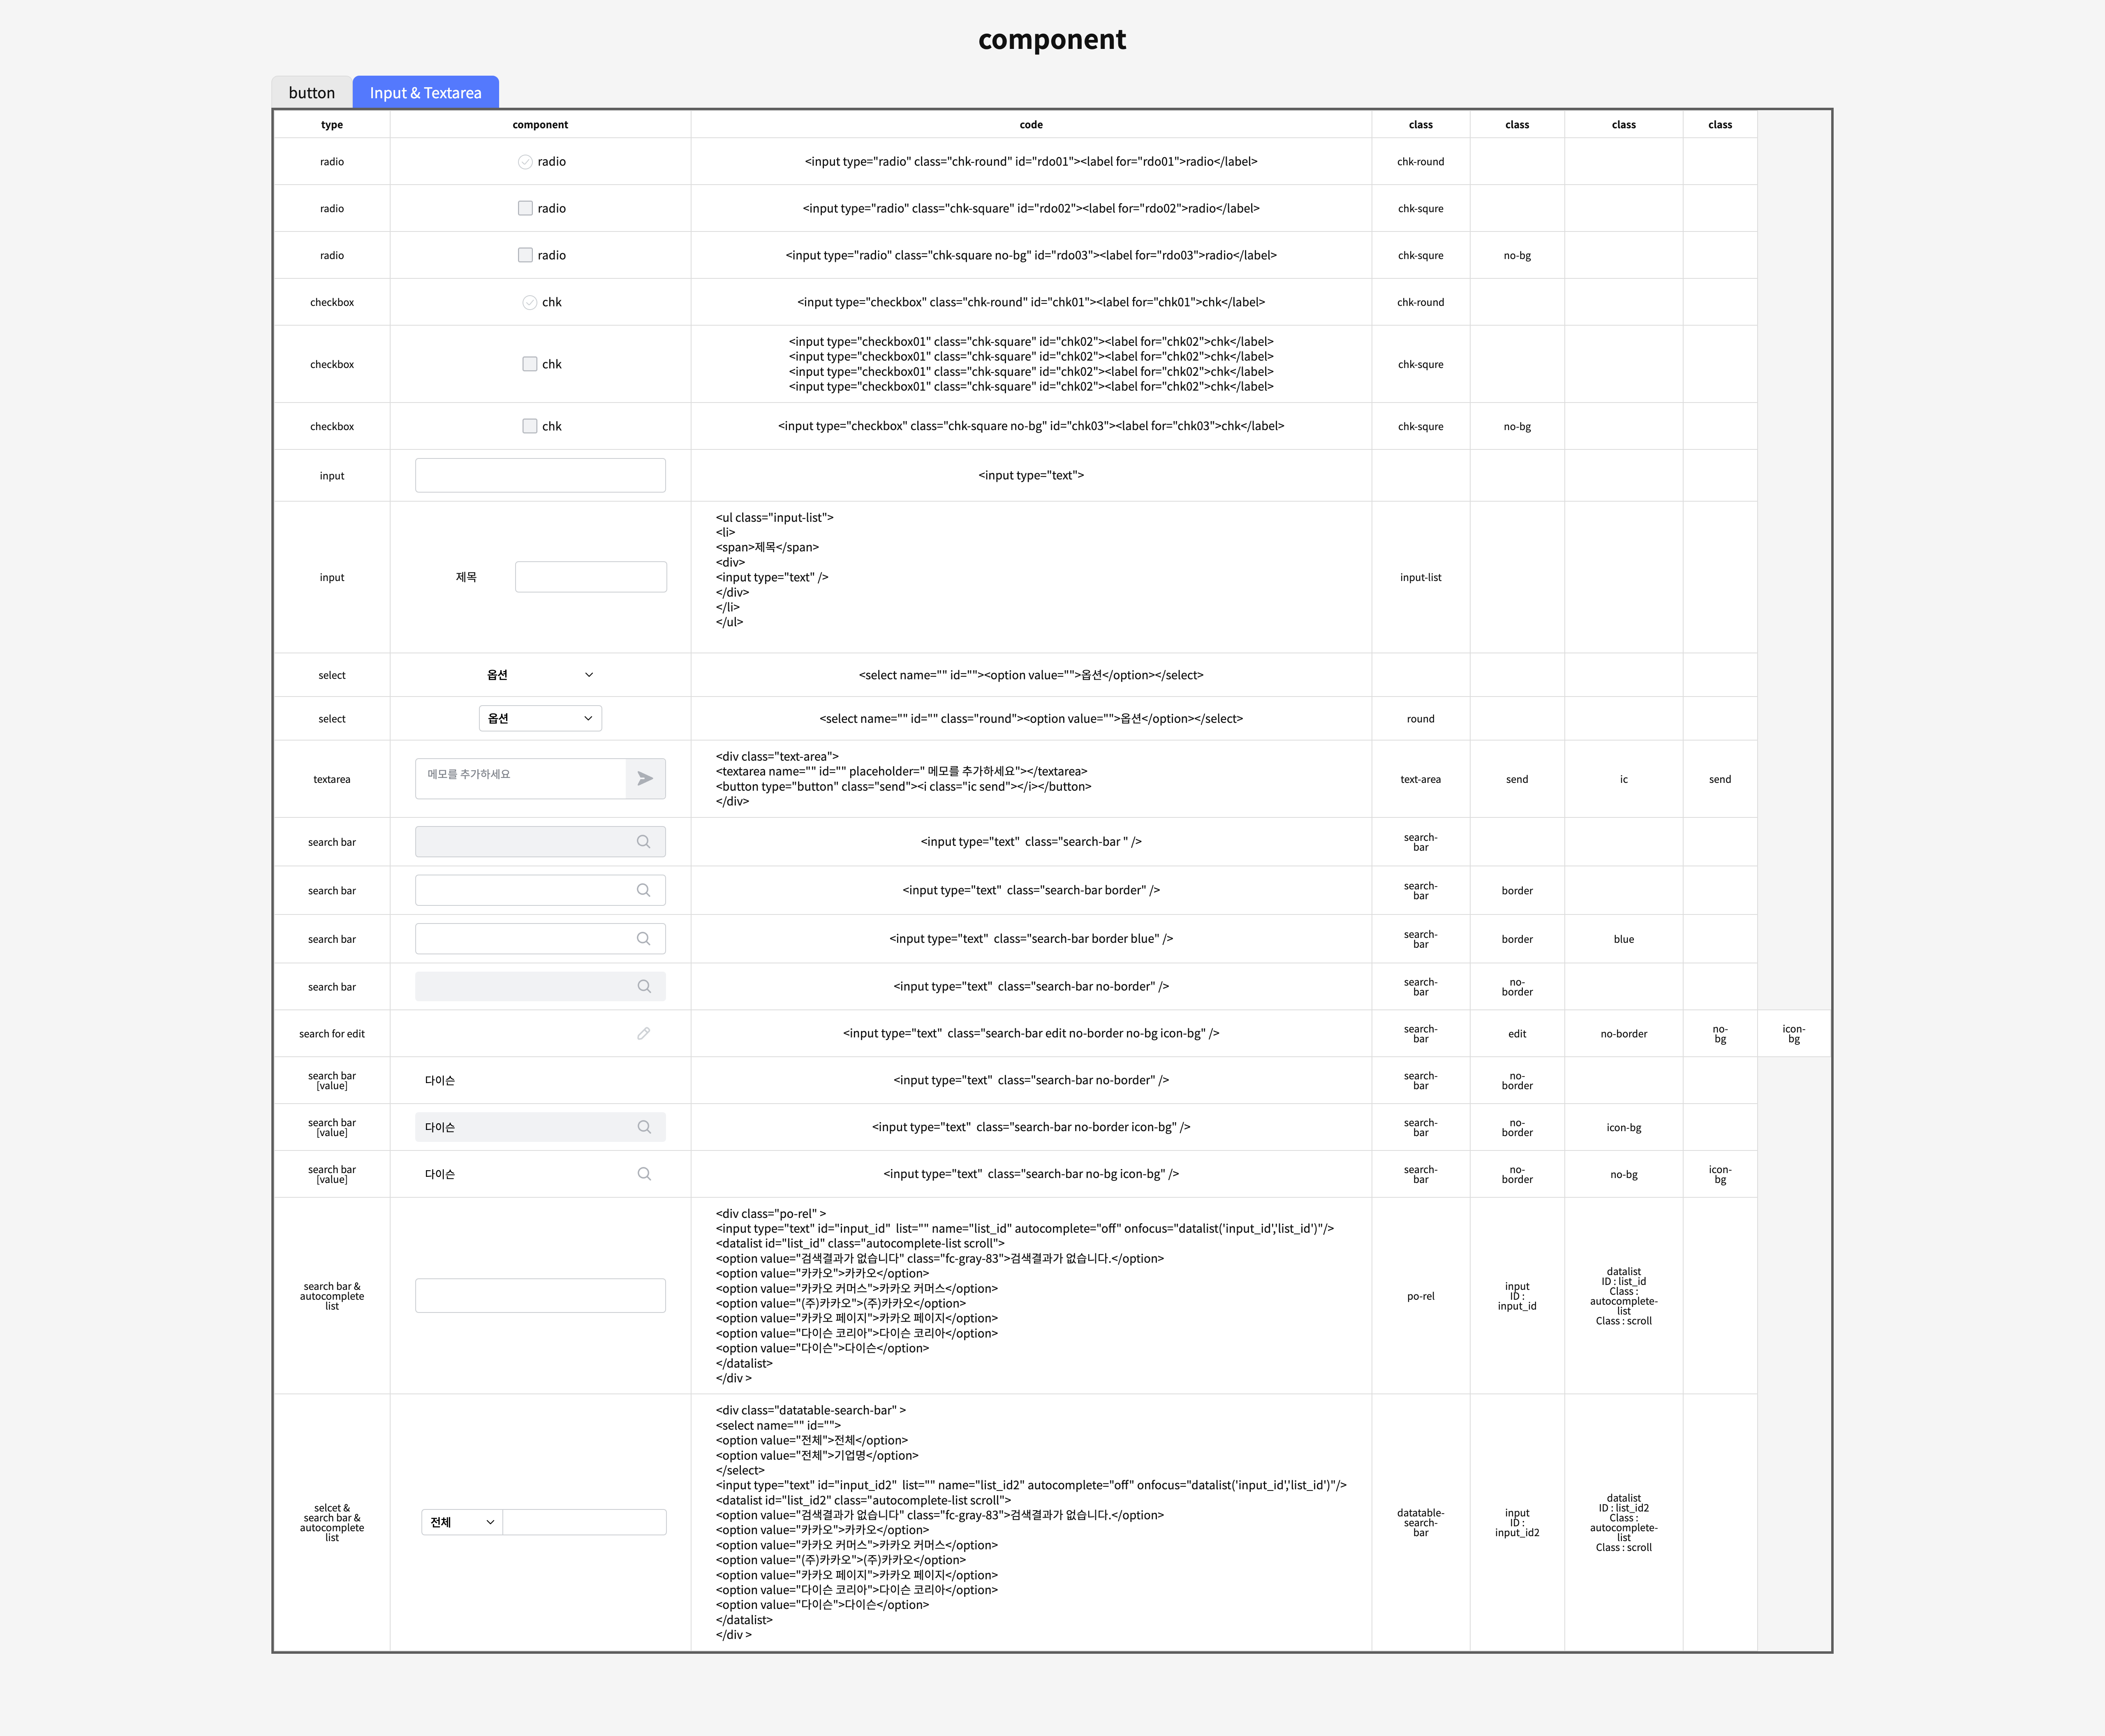 component
button
Input & Textarea
type component code class class class class
radio radio <input type="radio" class="chk-round" id="rdo01"><label for="rdo01">radio</label> chk-round
radio radio <input type="radio" class="chk-square" id="rdo02"><label for="rdo02">radio</label> chk-squre
radio radio <input type="radio" class="chk-square no-bg" id="rdo03"><label for="rdo03">radio</label> chk-squre no-bg
checkbox chk <input type="checkbox" class="chk-round" id="chk01"><label for="chk01">chk</label> chk-round
checkbox chk
<input type="checkbox01" class="chk-square" id="chk02"><label for="chk02">chk</label>
<input type="checkbox01" class="chk-square" id="chk02"><label for="chk02">chk</label>
<input type="checkbox01" class="chk-square" id="chk02"><label for="chk02">chk</label>
<input type="checkbox01" class="chk-square" id="chk02"><label for="chk02">chk</label>
chk-squre
checkbox chk <input type="checkbox" class="chk-square no-bg" id="chk03"><label for="chk03">chk</label> chk-squre no-bg
input <input type="text">
input 제목
<ul class="input-list">
<li>
<span>제목</span>
<div>
<input type="text" />
</div>
</li>
</ul>
input-list
select 옵션 <select name="" id=""><option value="">옵션</option></select>
select 옵션 <select name="" id="" class="round"><option value="">옵션</option></select> round
textarea 메모를 추가하세요
<div class="text-area">
<textarea name="" id="" placeholder=" 메모를 추가하세요"></textarea>
<button type="button" class="send"><i class="ic send"></i></button>
</div>
text-area send ic send
search bar <input type="text"  class="search-bar " />
search-
bar
search bar <input type="text"  class="search-bar border" />
search-
bar
border
search bar <input type="text"  class="search-bar border blue" />
search-
bar
border blue
search bar <input type="text"  class="search-bar no-border" />
search-
bar
no-
border
search for edit <input type="text"  class="search-bar edit no-border no-bg icon-bg" />
search-
bar
edit no-border
no-
bg
icon-
bg
search bar
[value]
다이슨 <input type="text"  class="search-bar no-border" />
search-
bar
no-
border
search bar
[value]
다이슨 <input type="text"  class="search-bar no-border icon-bg" />
search-
bar
no-
border
icon-bg
search bar
[value]
다이슨 <input type="text"  class="search-bar no-bg icon-bg" />
search-
bar
no-
border
no-bg
icon-
bg
search bar &
autocomplete
list
<div class="po-rel" >
<input type="text" id="input_id"  list="" name="list_id" autocomplete="off" onfocus="datalist('input_id','list_id')"/>
<datalist id="list_id" class="autocomplete-list scroll">
<option value="검색결과가 없습니다" class="fc-gray-83">검색결과가 없습니다.</option>
<option value="카카오">카카오</option>
<option value="카카오 커머스">카카오 커머스</option>
<option value="(주)카카오">(주)카카오</option>
<option value="카카오 페이지">카카오 페이지</option>
<option value="다이슨 코리아">다이슨 코리아</option>
<option value="다이슨">다이슨</option>
</datalist>
</div >
po-rel
input
ID :
input_id
datalist
ID : list_id
Class :
autocomplete-
list
Class : scroll
selcet &
search bar &
autocomplete
list
전체
<div class="datatable-search-bar" >
<select name="" id="">
<option value="전체">전체</option>
<option value="전체">기업명</option>
</select>
<input type="text" id="input_id2"  list="" name="list_id2" autocomplete="off" onfocus="datalist('input_id','list_id')"/>
<datalist id="list_id2" class="autocomplete-list scroll">
<option value="검색결과가 없습니다" class="fc-gray-83">검색결과가 없습니다.</option>
<option value="카카오">카카오</option>
<option value="카카오 커머스">카카오 커머스</option>
<option value="(주)카카오">(주)카카오</option>
<option value="카카오 페이지">카카오 페이지</option>
<option value="다이슨 코리아">다이슨 코리아</option>
<option value="다이슨">다이슨</option>
</datalist>
</div >
datatable-
search-
bar
input
ID :
input_id2
datalist
ID : list_id2
Class :
autocomplete-
list
Class : scroll